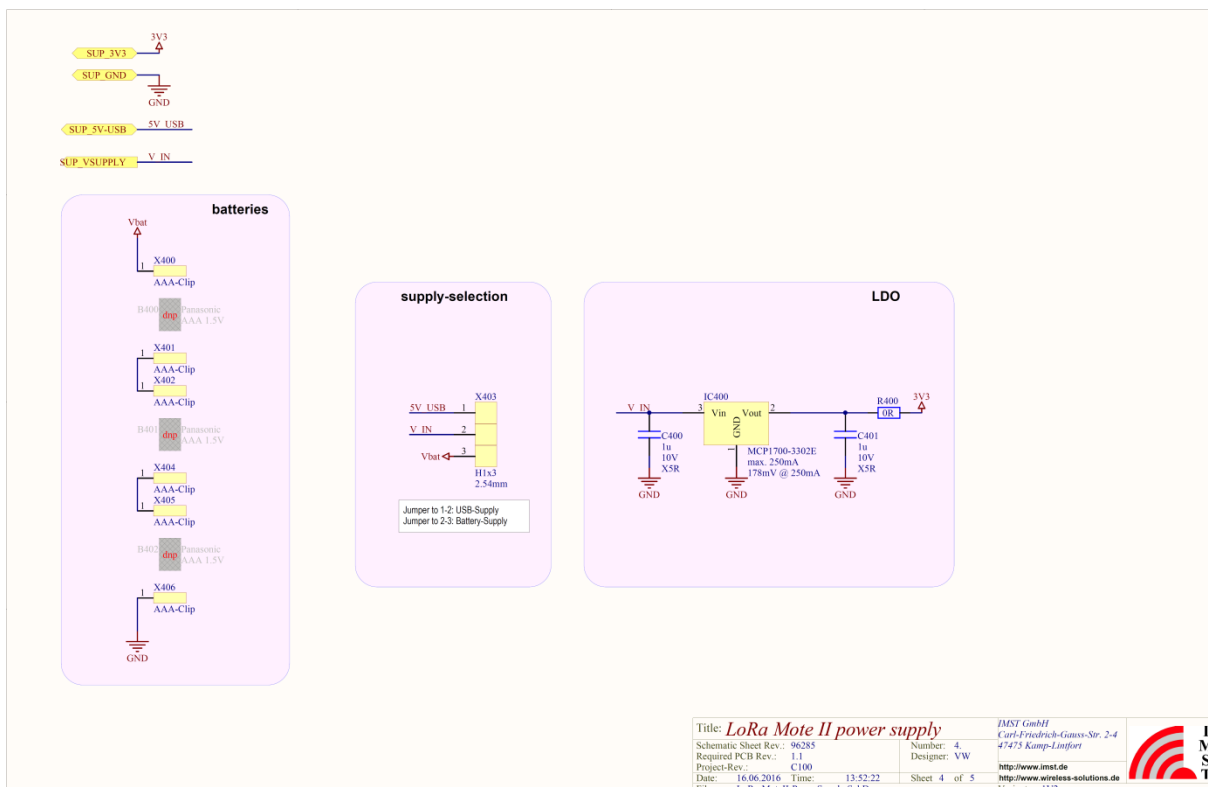 3V3
SUP_3V3
SUP_GND
GND
SUP_5V-USB 5V_USB
SUP_VSUPPLY V_IN
batteries
Vbat
1 X400
AAA-Clip
B400 dnp Panasonic
AAA 1.5V
1 X401
AAA-Clip
1 X402
AAA-Clip
B401 dnp Panasonic
AAA 1.5V
1 X404
AAA-Clip
1 X405
AAA-Clip
B402 dnp Panasonic
AAA 1.5V
1 X406
AAA-Clip
GND
supply-selection
X403
5V_USB 1
V_IN 2
Vbat 3
H1x3
2.54mm
Jumper to 1-2: USB-Supply
Jumper to 2-3: Battery-Supply
LDO
IC400
V_IN 3 Vin Vout 2
GND
1
MCP1700-3302E
max. 250mA
178mV @ 250mA
C400
1u
10V
X5R
GND
GND
R400
0R
3V3
C401
1u
10V
X5R
GND
Title: LoRa Mote II power supply
Schematic Sheet Rev.: 96285 Number: 4.
Required PCB Rev.: 1.1 Designer: VW
Project-Rev.: C100
Date: 16.06.2016 Time: 13:52:22 Sheet 4 of 5
IMST GmbH
Carl-Friedrich-Gauss-Str. 2-4
47475 Kamp-Lintfort
http://www.imst.de
http://www.wireless-solutions.de